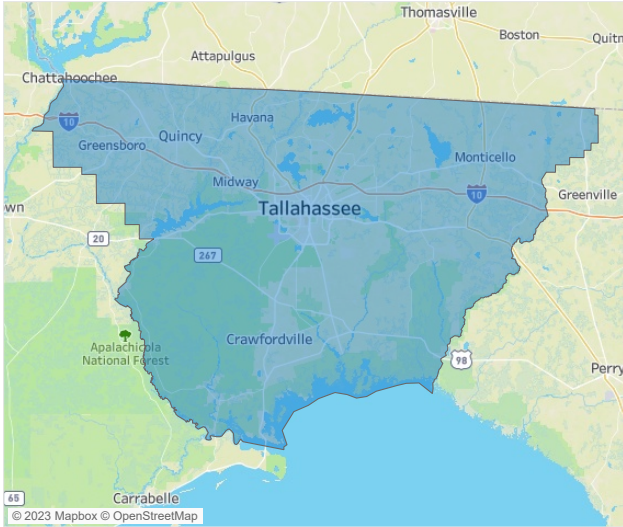 Thomasville
Boston
Quitm
Attapulgus
Chattahoochee
10
Havana
Quincy
Greensboro
Monticello
Midway
10
Greenville
own
Tallahassee
20
267
Crawfordville
Apalachicola
National Forest
98
Perry
65
Carrabelle
© 2023 Mapbox © OpenStreetMap